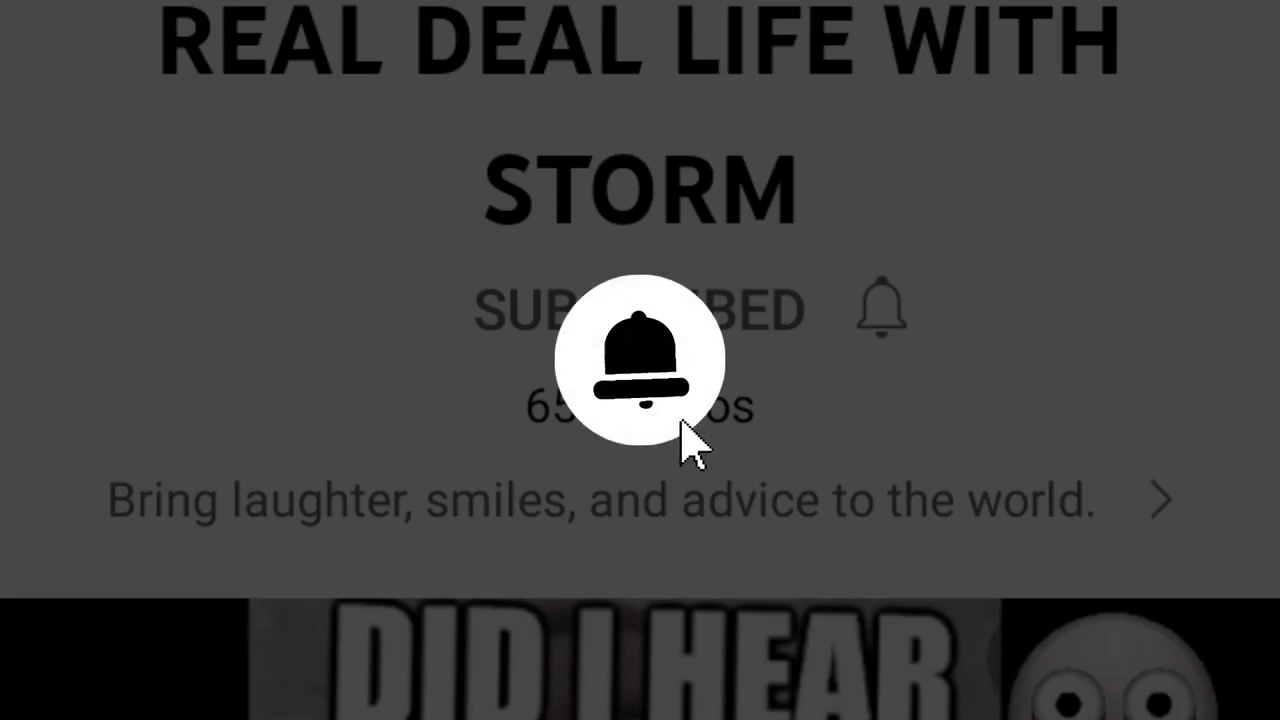 REAL DEAL LIFE WITH
STORM
Bring laughter, smiles, and advice to the world.
DID I HEAR